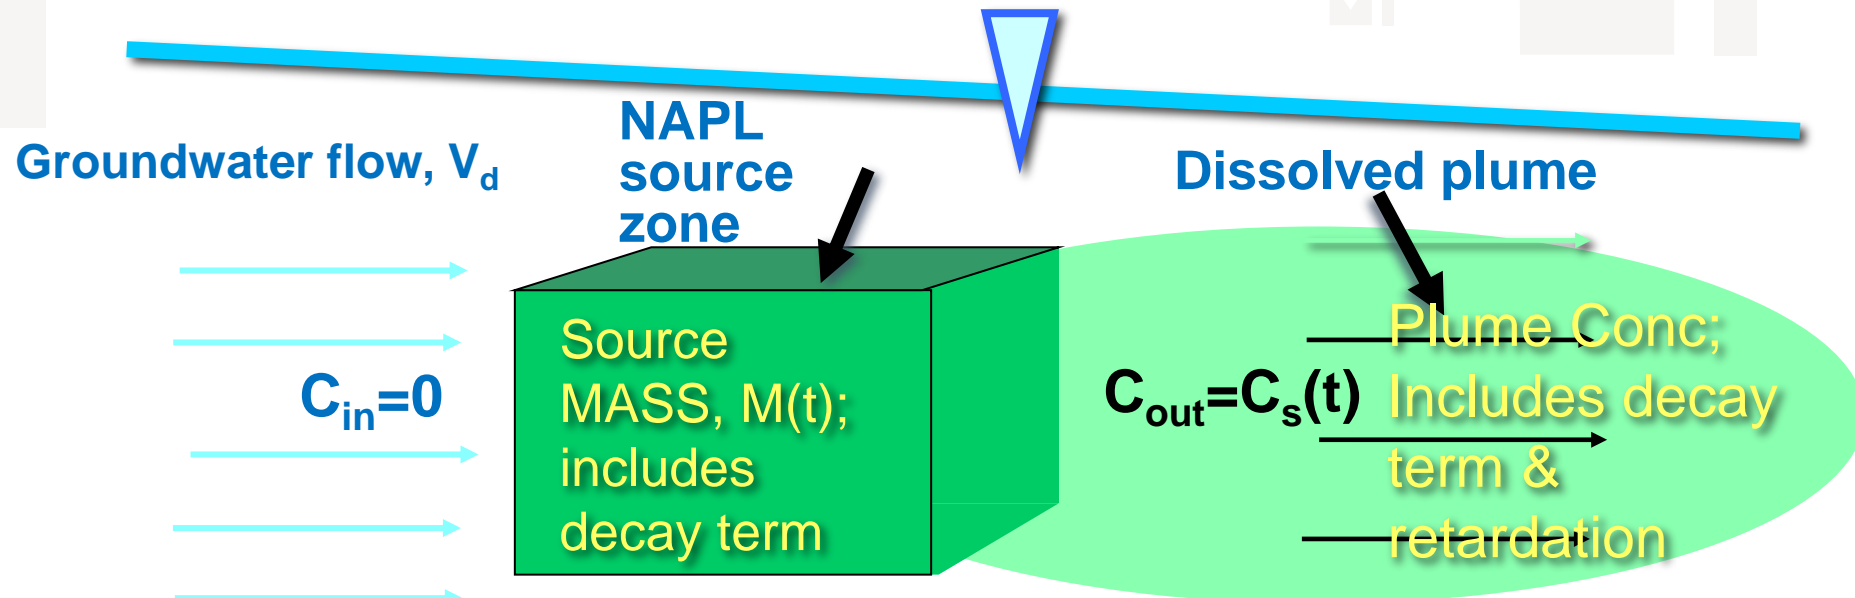 NAPL
source
zone
Groundwater flow, Vd
Dissolved plume
Cin=0
Source
MASS, M(t);
includes
decay term
Cout=Cs(t)
Plume Conc;
Includes decay
term &
retardation